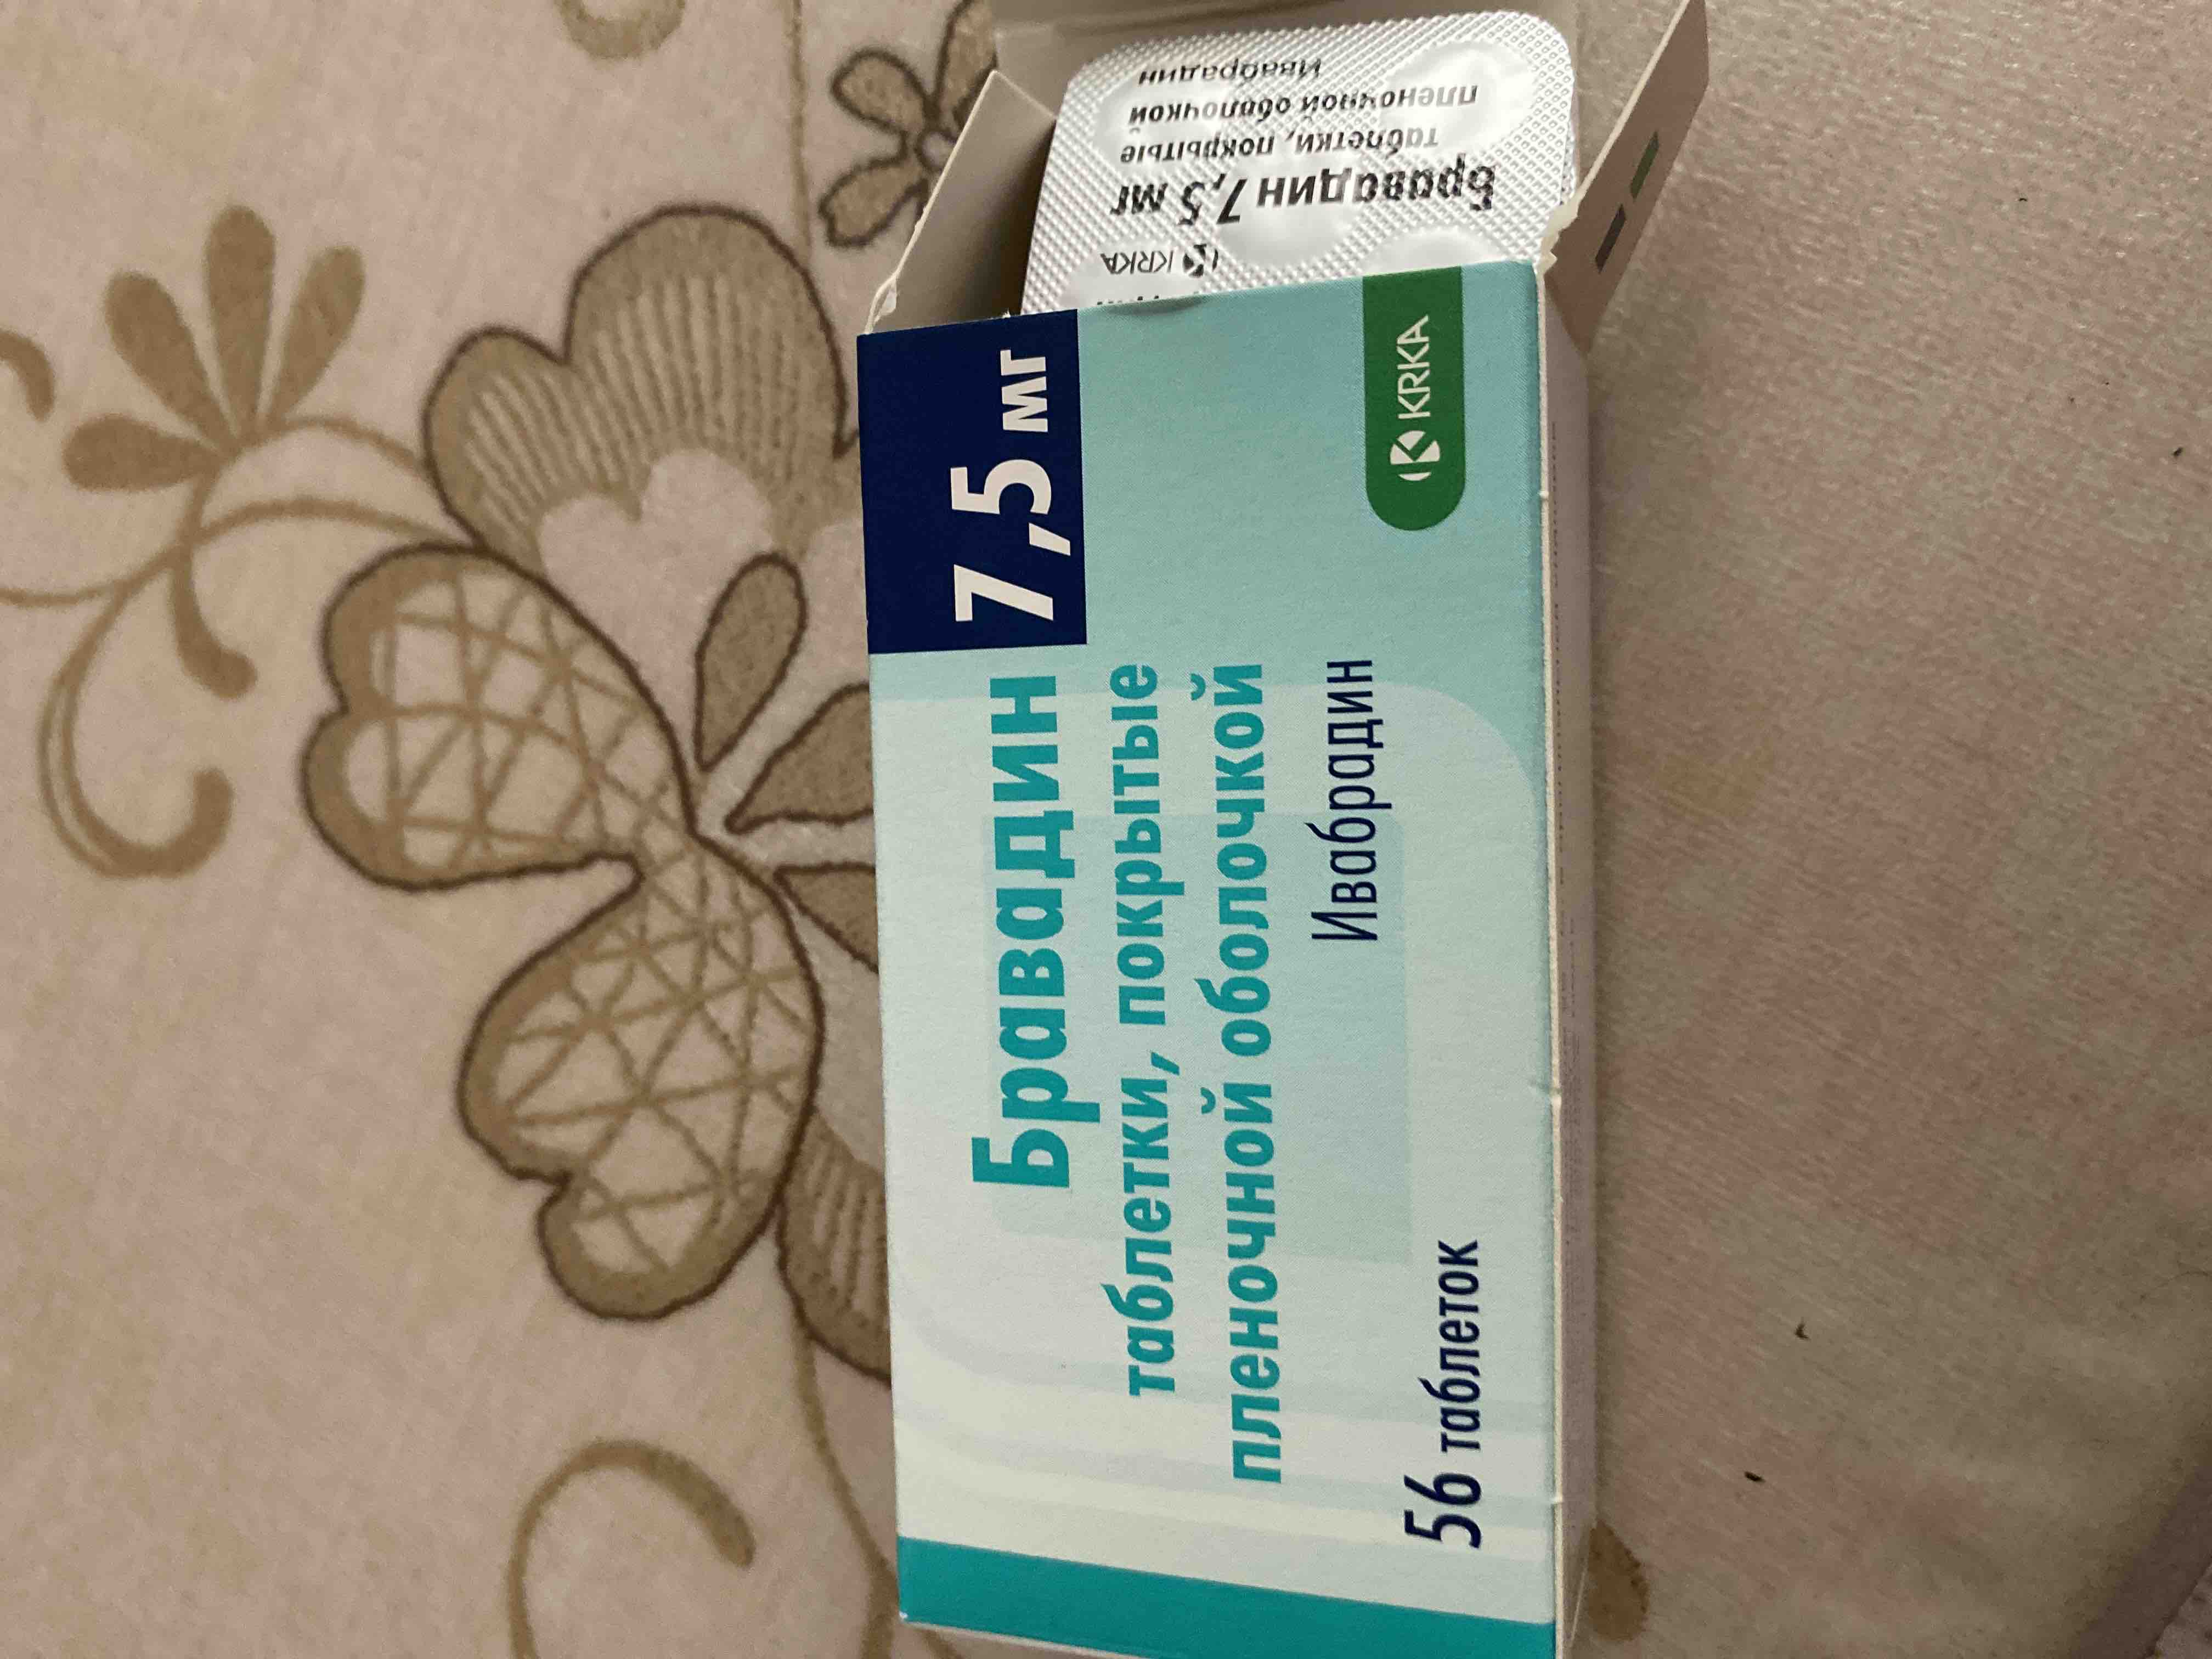 Бравадин 7,5 мг
таблетки, покрытые
пленочной оболочкой
Ивабрадин
56 таблеток
KRKA
KRKA
Бравадин 7,5 мг
таблетки, покрытые
пленочной оболочкой
Ивабрадин